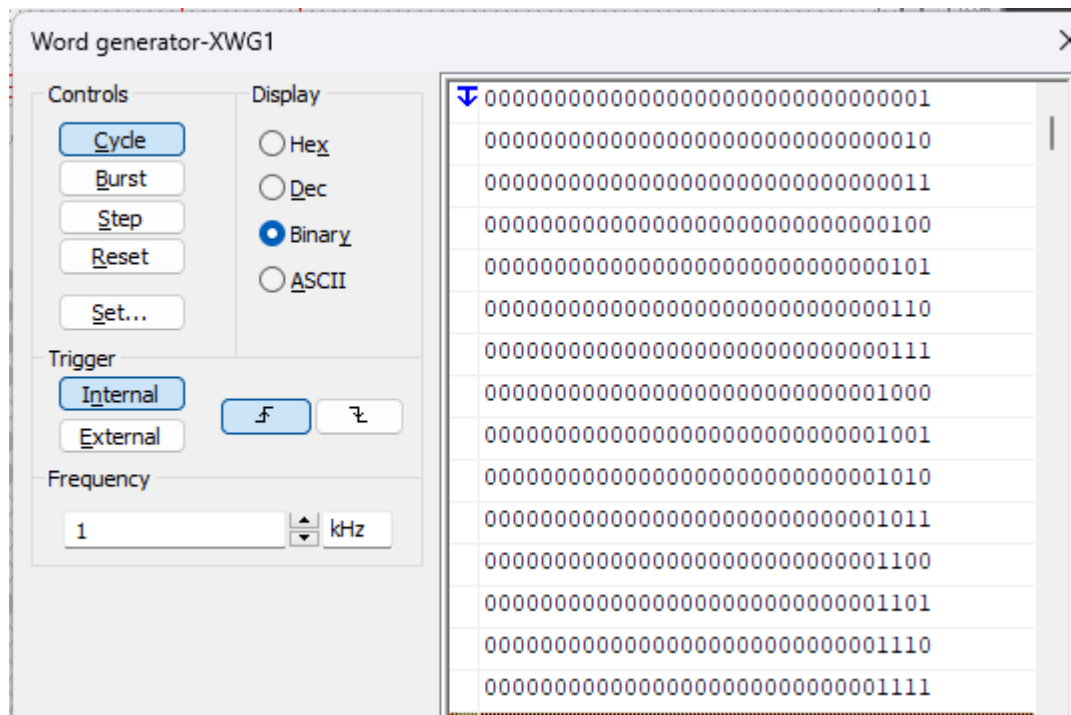 Word generator-XWG1
Controls
Display
Cycle
Burst
Step
Reset
Set...
Hex
Dec
Binary
ASCII
Trigger
Internal
External
Frequency
1
kHz
00000000000000000000000000000001
00000000000000000000000000000010
00000000000000000000000000000011
00000000000000000000000000000100
00000000000000000000000000000101
00000000000000000000000000000110
00000000000000000000000000000111
00000000000000000000000000001000
00000000000000000000000000001001
00000000000000000000000000001010
00000000000000000000000000001011
00000000000000000000000000001100
00000000000000000000000000001101
00000000000000000000000000001110
00000000000000000000000000001111